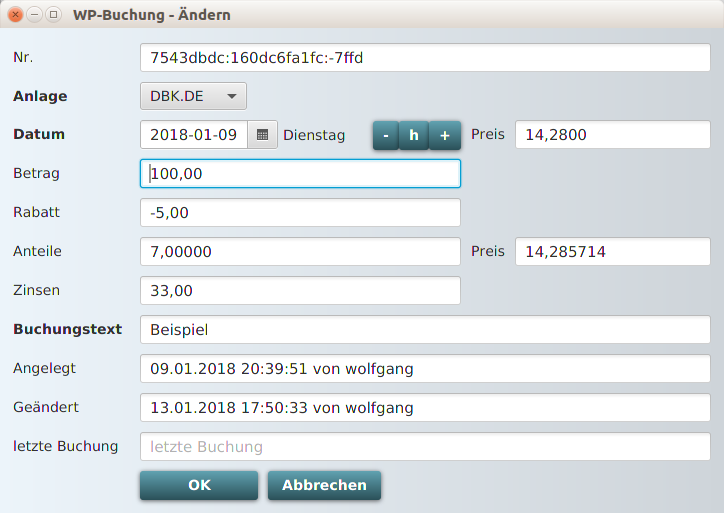 WP-Buchung - Ändern
Nr. 7543dbdc:160dc6fa1fc:-7ffd
Anlage DBK.DE
Datum 2018-01-09 Dienstag - h + Preis 14,2800
Betrag 100,00
Rabatt -5,00
Anteile 7,00000 Preis 14,285714
Zinsen 33,00
Buchungstext Beispiel
Angelegt 09.01.2018 20:39:51 von wolfgang
Geändert 13.01.2018 17:50:33 von wolfgang
letzte Buchung letzte Buchung
OK Abbrechen